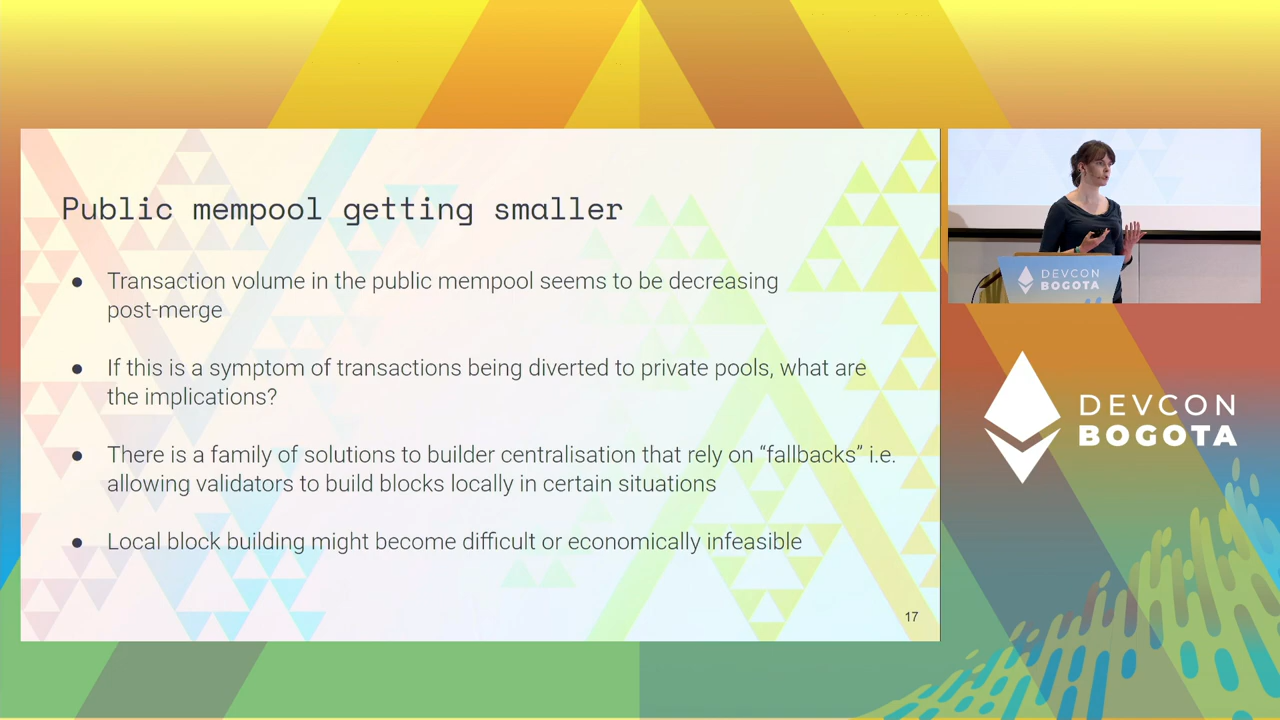 Public mempool getting smaller
● Transaction volume in the public mempool seems to be decreasing
post-merge
● If this is a symptom of transactions being diverted to private pools, what are
the implications?
● There is a family of solutions to builder centralisation that rely on “fallbacks” i.e.
allowing validators to build blocks locally in certain situations
● Local block building might become difficult or economically infeasible
17
DEVCON
BOGOTA
DEVCON
BOGOTA